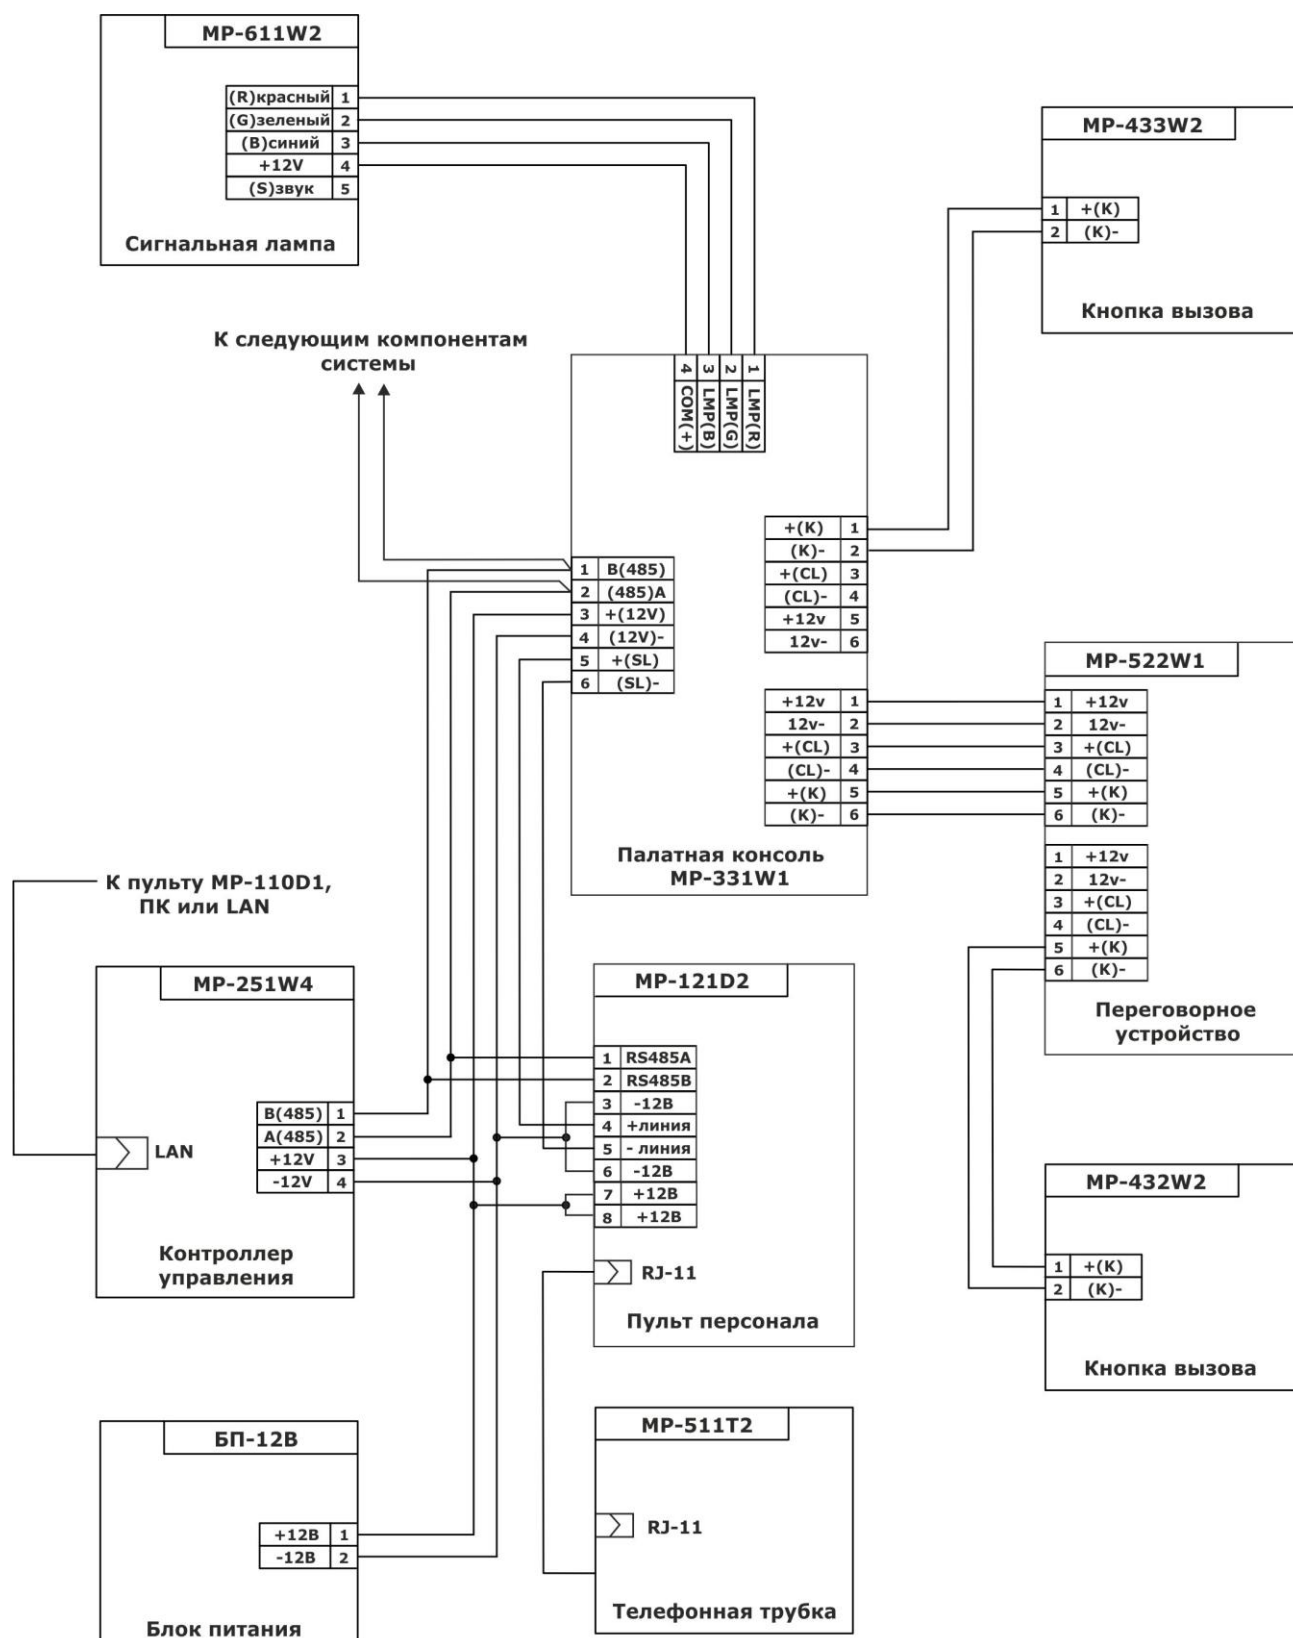 MP-611W2
(R)красный 1
(G)зеленый 2
(B)синий 3
+12V 4
(S)звук 5
Сигнальная лампа
MP-433W2
1 +(K)
2 (K)-
Кнопка вызова
К следующим компонентам
системы
4 COM(+)
3 LMP(B)
2 LMP(G)
1 LMP(R)
+(K) 1
(K)- 2
+(CL) 3
(CL)- 4
+12v 5
12v- 6
1 B(485)
2 (485)A
3 +(12V)
4 (12V)-
5 +(SL)
6 (SL)-
+12v 1
12v- 2
+(CL) 3
(CL)- 4
+(K) 5
(K)- 6
Палатная консоль
MP-331W1
MP-522W1
1 +12v
2 12v-
3 +(CL)
4 (CL)-
5 +(K)
6 (K)-
1 +12v
2 12v-
3 +(CL)
4 (CL)-
5 +(K)
6 (K)-
Переговорное
устройство
К пульту MP-110D1,
ПК или LAN
MP-251W4
B(485) 1
A(485) 2
+12V 3
-12V 4
LAN
Контроллер
управления
MP-121D2
1 RS485A
2 RS485B
3 -12В
4 +линия
5 - линия
6 -12В
7 +12В
8 +12В
RJ-11
Пульт персонала
MP-432W2
1 +(K)
2 (K)-
Кнопка вызова
БП-12В
+12В 1
-12В 2
Блок питания
MP-511T2
RJ-11
Телефонная трубка